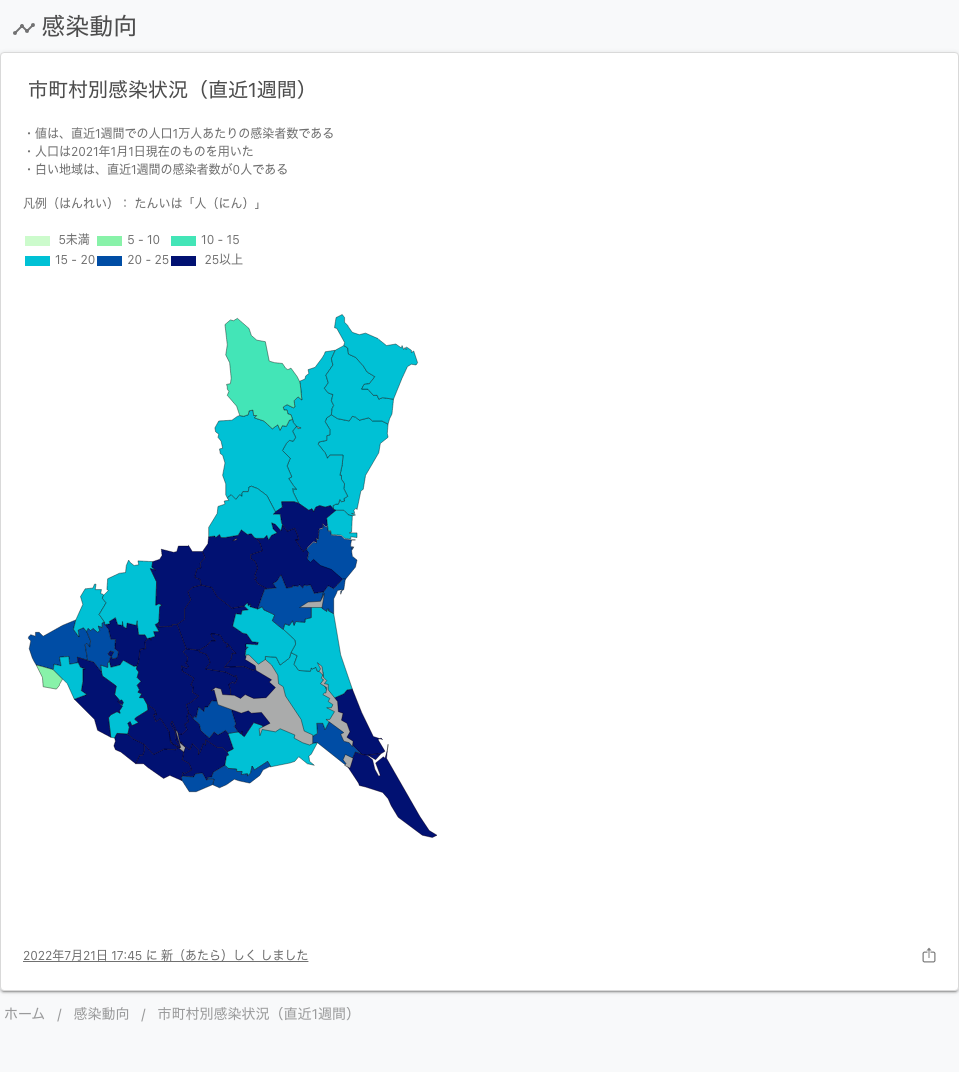 感染動向
市町村別感染状況（直近1週間）
・値は、直近1週間での人口1万人あたりの感染者数である
・人口は2021年1月1日現在のものを用いた
・白い地域は、直近1週間の感染者数が0人である
凡例（はんれい）： たんいは「人（にん）」
5未満 5 - 10 10 - 15
15 - 20 20 - 25 25以上
2022年7月21日 17:45 に 新（あたら）しく しました
ホーム / 感染動向 / 市町村別感染状況（直近1週間）